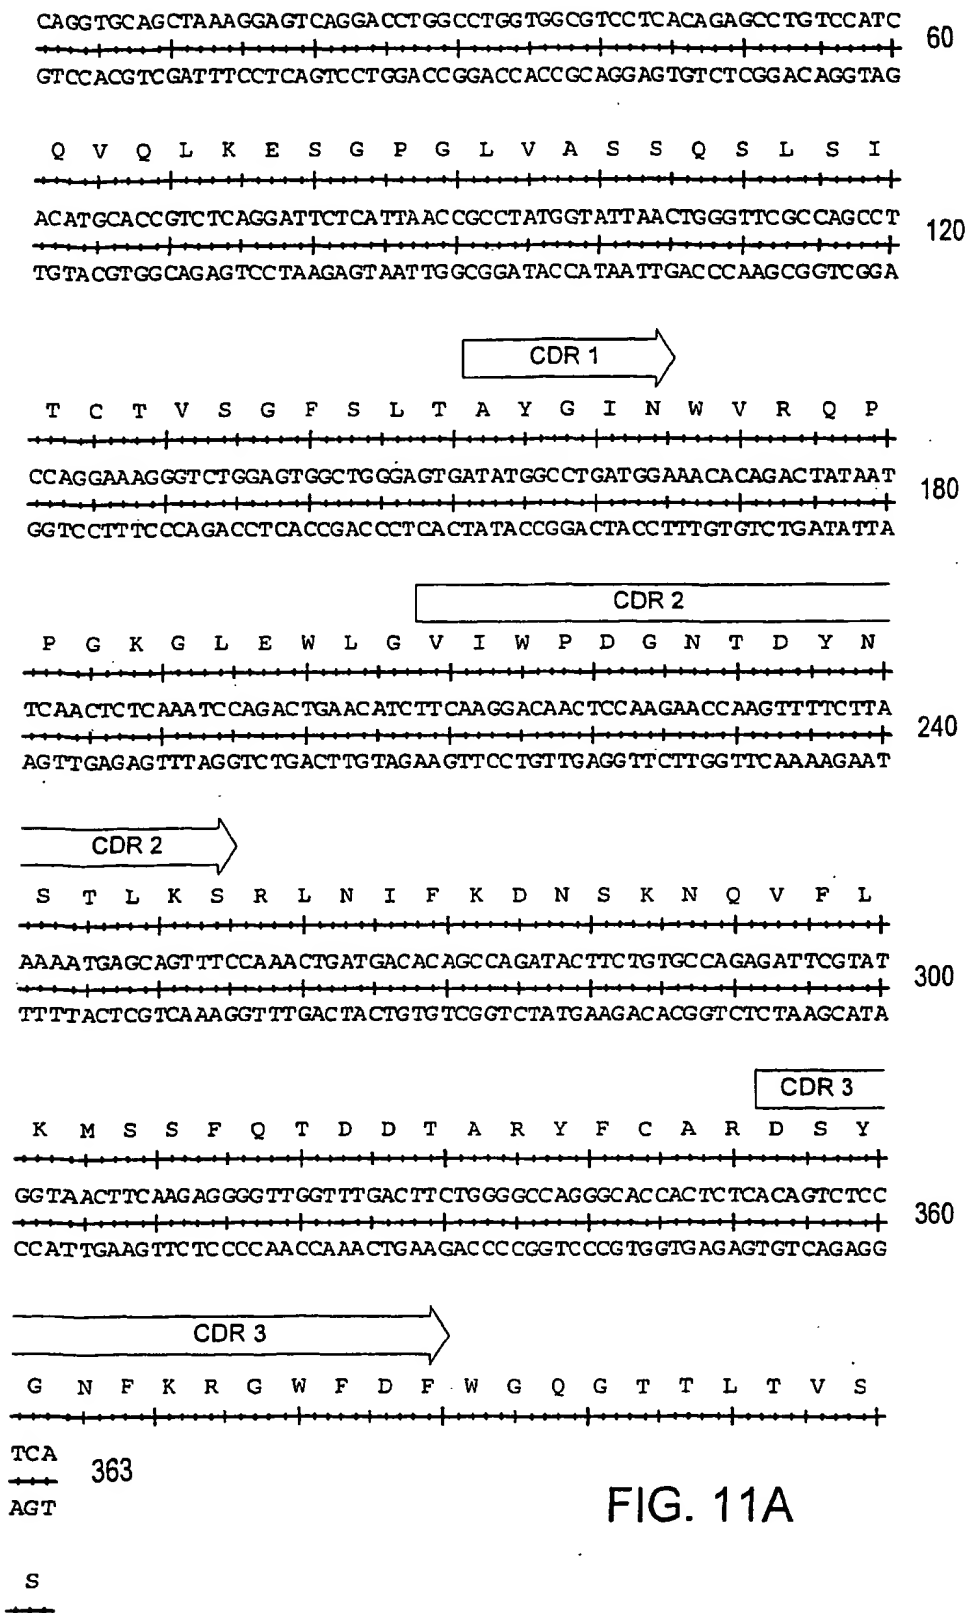 CAGGTGCAGCTAAAGGAGTCAGGACCTGGCCTGGTGGCGTCCTCACAGAGCCTGTCCATC
60
GTCCACGTCGATTTCCTCAGTCCTGGACCGGACCACCGCAGGAGTGTCTCGGACAGGTAG
Q V Q L K E S G P G L V A S S Q S L S I
ACATGCACCGTCTCAGGATTCTCATTAACCGCCTATGGTATTAACTGGGTTCGCCAGCCT
120
TGTACGTGGCAGAGTCCTAAGAGTAATTGGCGGATACCATAATTGACCCAAGCGGTCGGA
CDR 1
T C T V S G F S L T A Y G I N W V R Q P
CCAGGAAAGGGTCTGGAGTGGCTGGGAGTGATATGGCCTGATGGAAACACAGACTATAAT
180
GGTCCTTTCCCAGACCTCACCGACCCTCACTATACCGGACTACCTTTGTGTCTGATATTA
CDR 2
P G K G L E W L G V I W P D G N T D Y N
TCAACTCTCAAATCCAGACTGAACATCTTCAAGGACAACTCCAAGAACCAAGTTTTCTTA
240
AGTTGAGAGTTTAGGTCTGACTTGTAGAAGTTCCTGTTGAGGTTCTTGGTTCAAAAGAAT
CDR 2
S T L K S R L N I F K D N S K N Q V F L
AAAATGAGCAGTTTCCAAACTGATGACACAGCCAGATACTTCTGTGCCAGAGATTCGTAT
300
TTTTACTCGTCAAAGGTTTGACTACTGTGTCGGTCTATGAAGACACGGTCTCTAAGCATA
CDR 3
K M S S F Q T D D T A R Y F C A R D S Y
GGTAACTTCAAGAGGGGTTGGTTTGACTTCTGGGGCCAGGGCACCACTCTCACAGTCTCC
360
CCATTGAAGTTCTCCCCAACCAAACTGAAGACCCCGGTCCCGTGGTGAGAGTGTCAGAGG
CDR 3
G N F K R G W F D F W G Q G T T L T V S
TCA
363
AGT
FIG. 11A
S